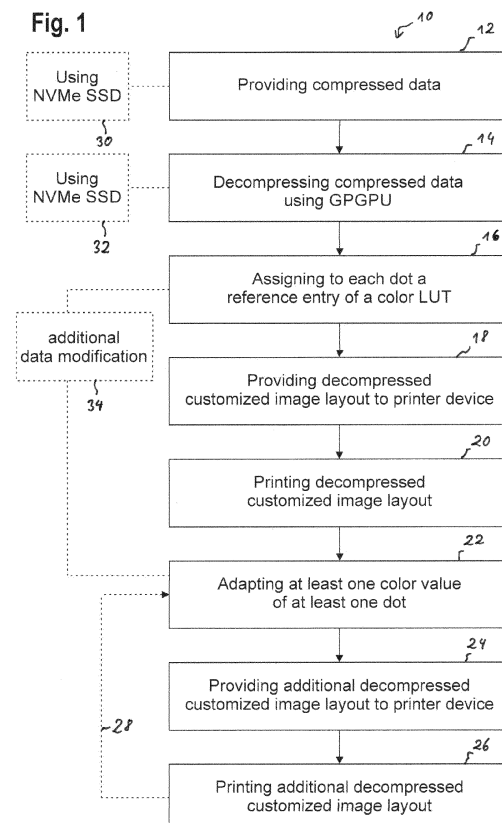 Fig. 1
10
12
Using
NVMe SSD
30
Providing compressed data
14
Using
NVMe SSD
32
Decompressing compressed data
using GPGPU
16
Assigning to each dot a
reference entry of a color LUT
additional
data modification
34
18
Providing decompressed
customized image layout to printer device
20
Printing decompressed
customized image layout
22
Adapting at least one color value
of at least one dot
24
Providing additional decompressed
customized image layout to printer device
28
26
Printing additional decompressed
customized image layout